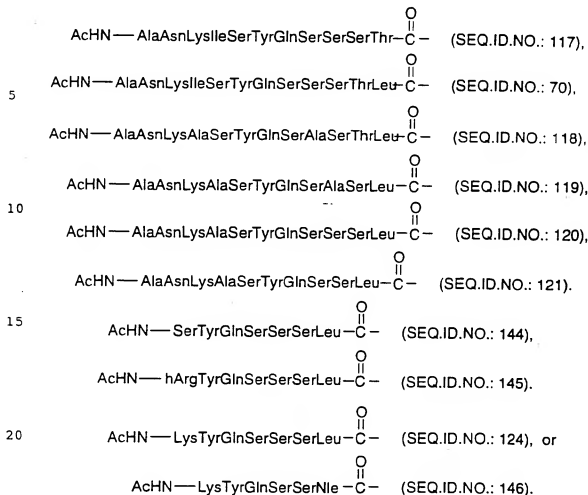 O
AcHN — AlaAsnLysIleSerTyrGlnSerSerSerThr–C– (SEQ.ID.NO.: 117),
O
5 AcHN — AlaAsnLysIleSerTyrGlnSerSerSerThrLeu–C– (SEQ.ID.NO.: 70),
O
AcHN — AlaAsnLysAlaSerTyrGlnSerAlaSerThrLeu–C– (SEQ.ID.NO.: 118),
O
AcHN — AlaAsnLysAlaSerTyrGlnSerAlaSerLeu–C– (SEQ.ID.NO.: 119),
10 O
AcHN — AlaAsnLysAlaSerTyrGlnSerSerSerLeu–C– (SEQ.ID.NO.: 120),
O
AcHN — AlaAsnLysAlaSerTyrGlnSerSerLeu–C– (SEQ.ID.NO.: 121).
15 O
AcHN — SerTyrGlnSerSerSerLeu–C– (SEQ.ID.NO.: 144),
O
AcHN — hArgTyrGlnSerSerSerLeu–C– (SEQ.ID.NO.: 145).
O
20 AcHN — LysTyrGlnSerSerSerLeu–C– (SEQ.ID.NO.: 124), or
O
AcHN — LysTyrGlnSerSerNle–C– (SEQ.ID.NO.: 146).